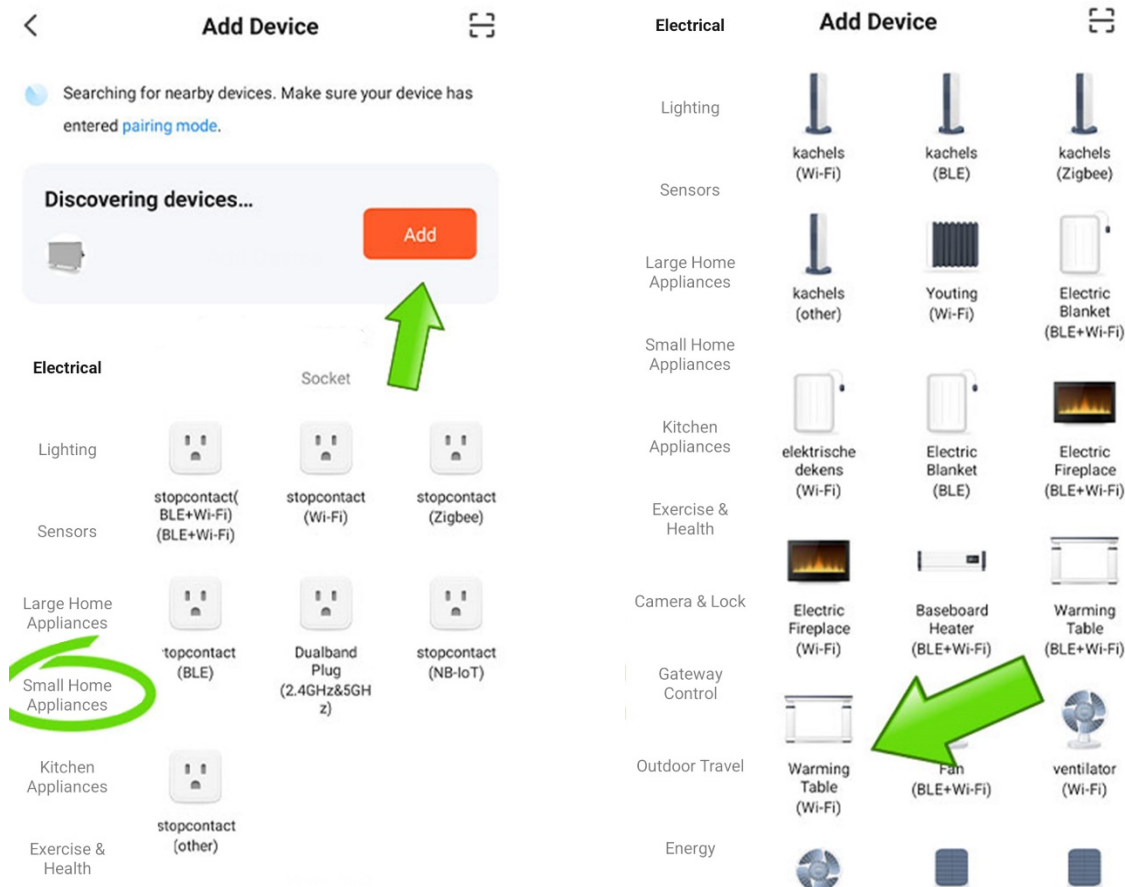 Add Device
Searching for nearby devices. Make sure your device has
entered pairing mode.
Discovering devices...
Add
Electrical
Lighting
Sensors
Large Home
Appliances
Small Home
Appliances
Kitchen
Appliances
Exercise &
Health
Socket
stopcontact(
BLE+Wi-Fi)
(BLE+Wi-Fi)
stopcontact
(Wi-Fi)
stopcontact
(Zigbee)
topcontact
(BLE)
Dualband
Plug
(2.4GHz&5GH
z)
stopcontact
(NB-IoT)
stopcontact
(other)
Electrical
Add Device
Lighting
Sensors
Large Home
Appliances
Small Home
Appliances
Kitchen
Appliances
Exercise &
Health
Camera & Lock
Gateway
Control
Outdoor Travel
Energy
kachels
(Wi-Fi)
kachels
(BLE)
kachels
(Zigbee)
kachels
(other)
Youting
(Wi-Fi)
Electric
Blanket
(BLE+Wi-Fi)
elektrische
dekens
(Wi-Fi)
Electric
Blanket
(BLE)
Electric
Fireplace
(BLE+Wi-Fi)
Electric
Fireplace
(Wi-Fi)
Baseboard
Heater
(BLE+Wi-Fi)
Warming
Table
(BLE+Wi-Fi)
Warming
Table
(Wi-Fi)
Fan
(BLE+Wi-Fi)
ventilator
(Wi-Fi)